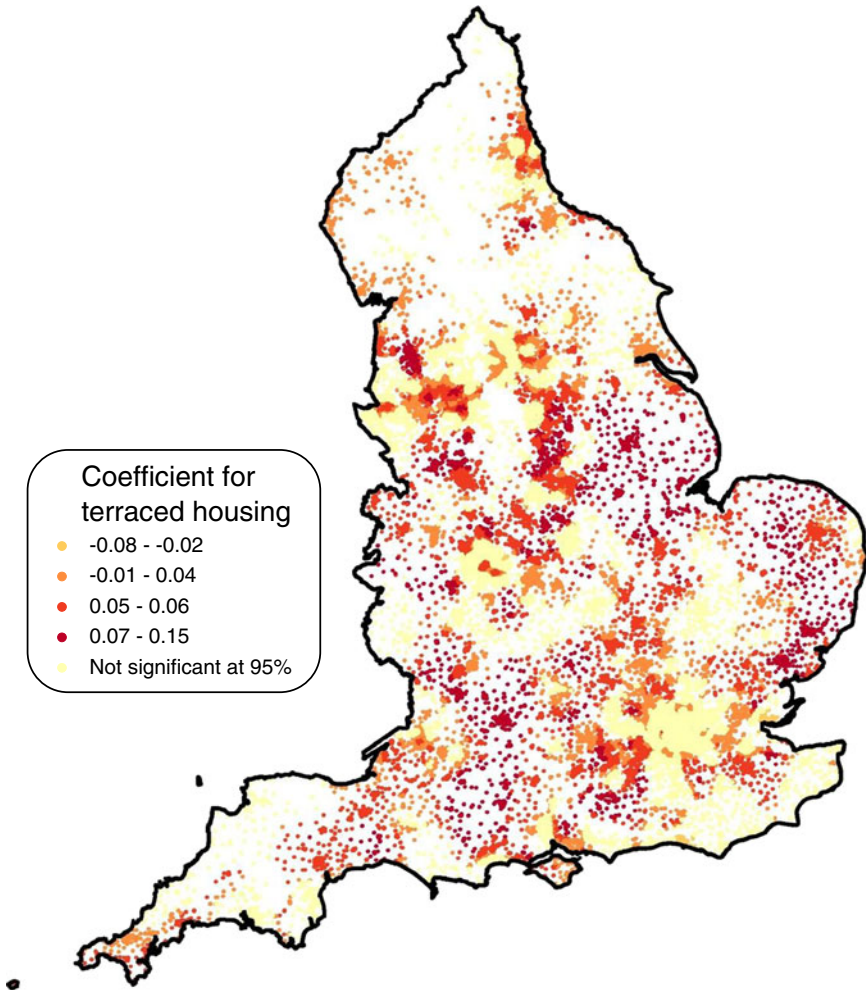 Coefficient for
terraced housing
-0.08 - -0.02
-0.01 - 0.04
0.05 - 0.06
0.07 - 0.15
Not significant at 95%